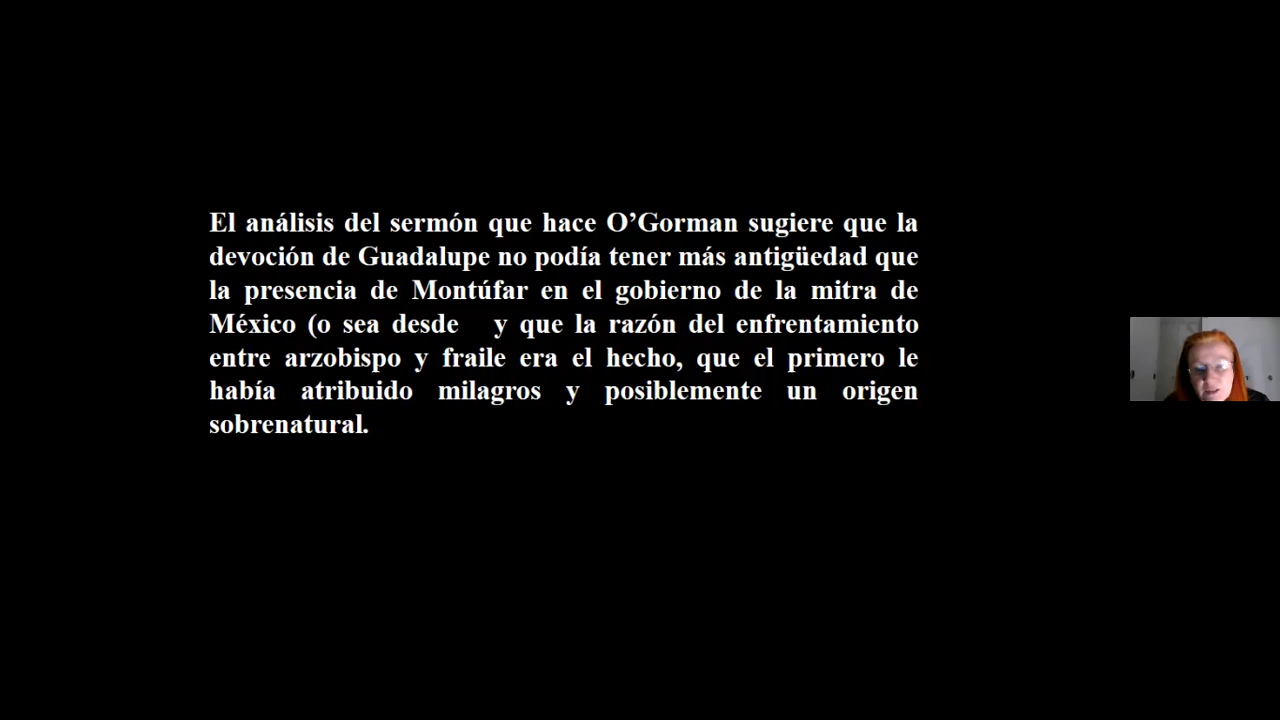 El análisis del sermón que hace O’Gorman sugiere que la
devoción de Guadalupe no podía tener más antigüedad que
la presencia de Montúfar en el gobierno de la mitra de
México (o sea desde y que la razón del enfrentamiento
entre arzobispo y fraile era el hecho, que el primero le
había atribuido milagros y posiblemente un origen
sobrenatural.